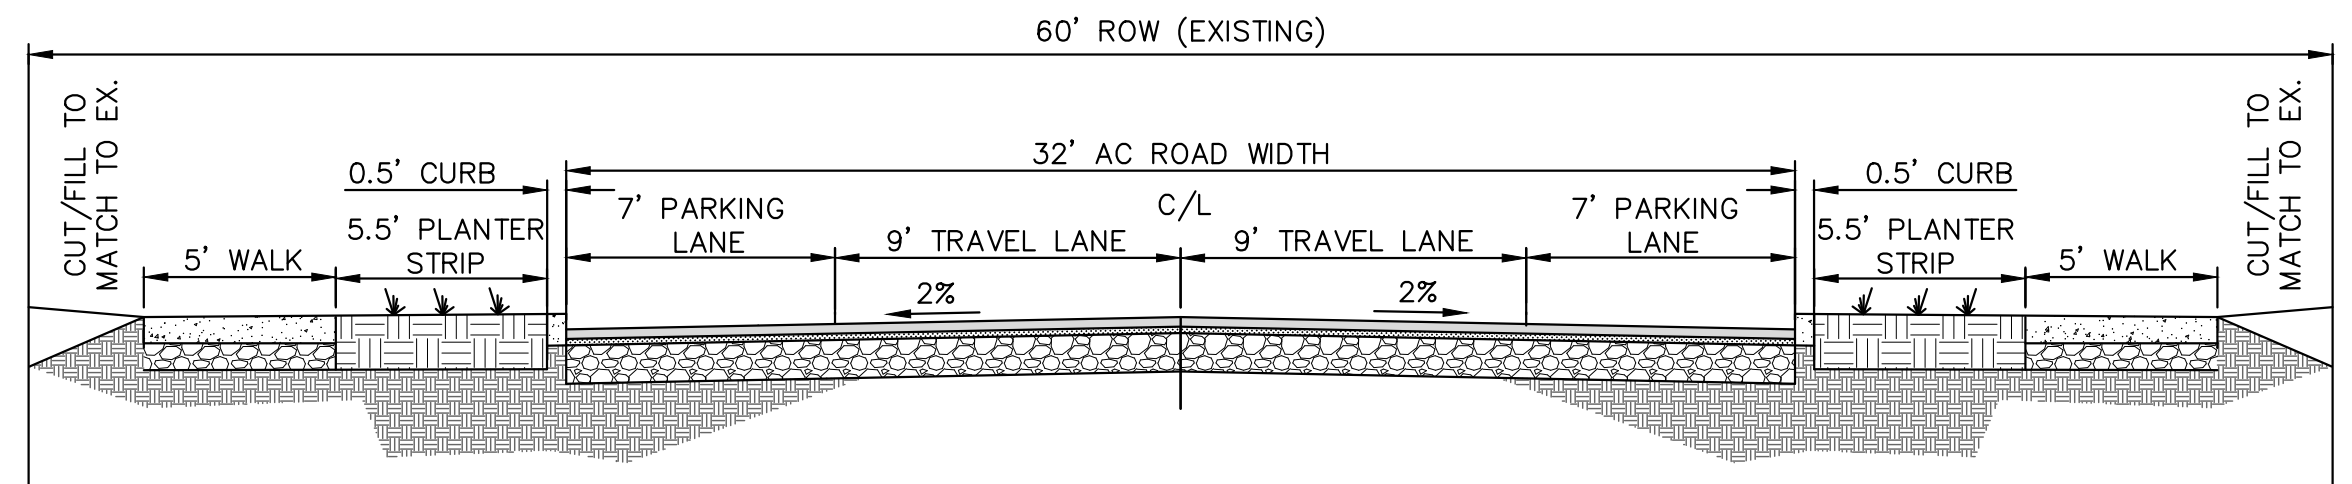 60' ROW (EXISTING)
CUT/FILL TO
MATCH TO EX.
CUT/FILL TO
MATCH TO EX.
32' AC ROAD WIDTH
0.5' CURB
0.5' CURB
C/L
7' PARKING
LANE
7' PARKING
LANE
5.5' PLANTER
STRIP
5.5' PLANTER
STRIP
9' TRAVEL LANE
9' TRAVEL LANE
5' WALK
5' WALK
2%
2%